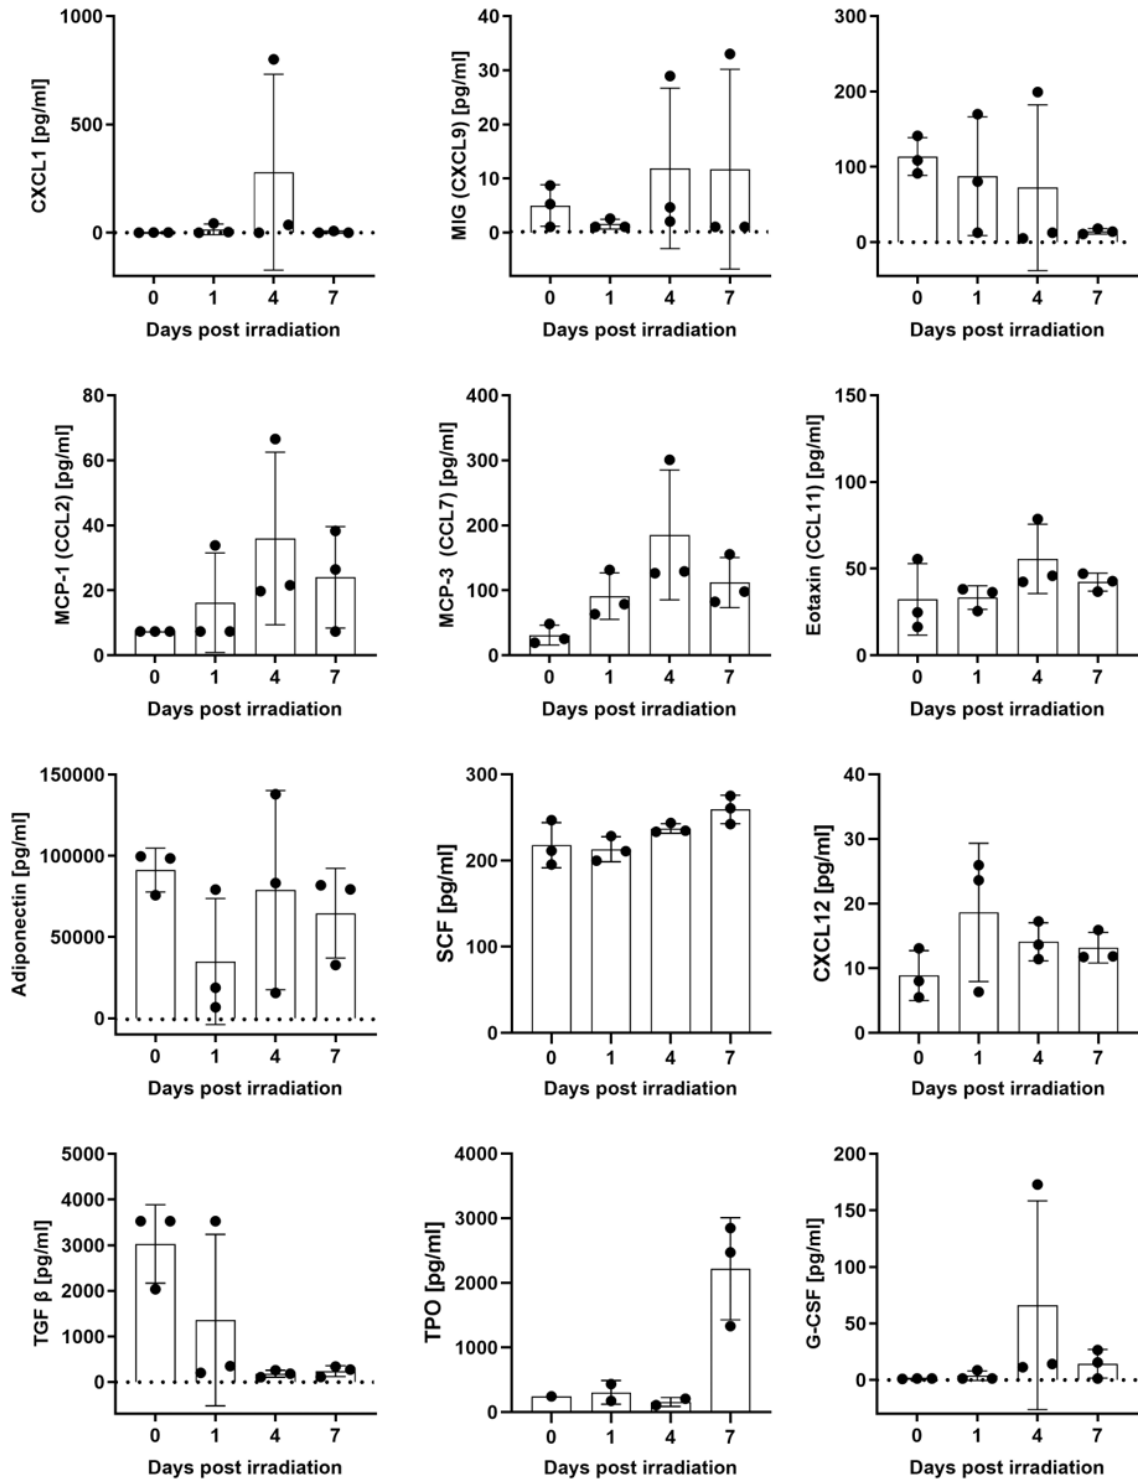 CXCL1 [pg/ml]
1000
500
0
0 1 4 7
Days post irradiation
MIG (CXCL9) [pg/ml]
40
30
20
10
0
0 1 4 7
Days post irradiation
300
200
100
0
0 1 4 7
Days post irradiation
MCP-1 (CCL2) [pg/ml]
80
60
40
20
0
0 1 4 7
Days post irradiation
MCP-3 (CCL7) [pg/ml]
400
300
200
100
0
0 1 4 7
Days post irradiation
Eotaxin (CCL11) [pg/ml]
150
100
50
0
0 1 4 7
Days post irradiation
Adiponectin [pg/ml]
150000
100000
50000
0
0 1 4 7
Days post irradiation
SCF [pg/ml]
300
200
100
0
0 1 4 7
Days post irradiation
CXCL12 [pg/ml]
40
30
20
10
0
0 1 4 7
Days post irradiation
TGF β [pg/ml]
5000
4000
3000
2000
1000
0
0 1 4 7
Days post irradiation
TPO [pg/ml]
4000
3000
2000
1000
0
0 1 4 7
Days post irradiation
G-CSF [pg/ml]
200
150
100
50
0
0 1 4 7
Days post irradiation